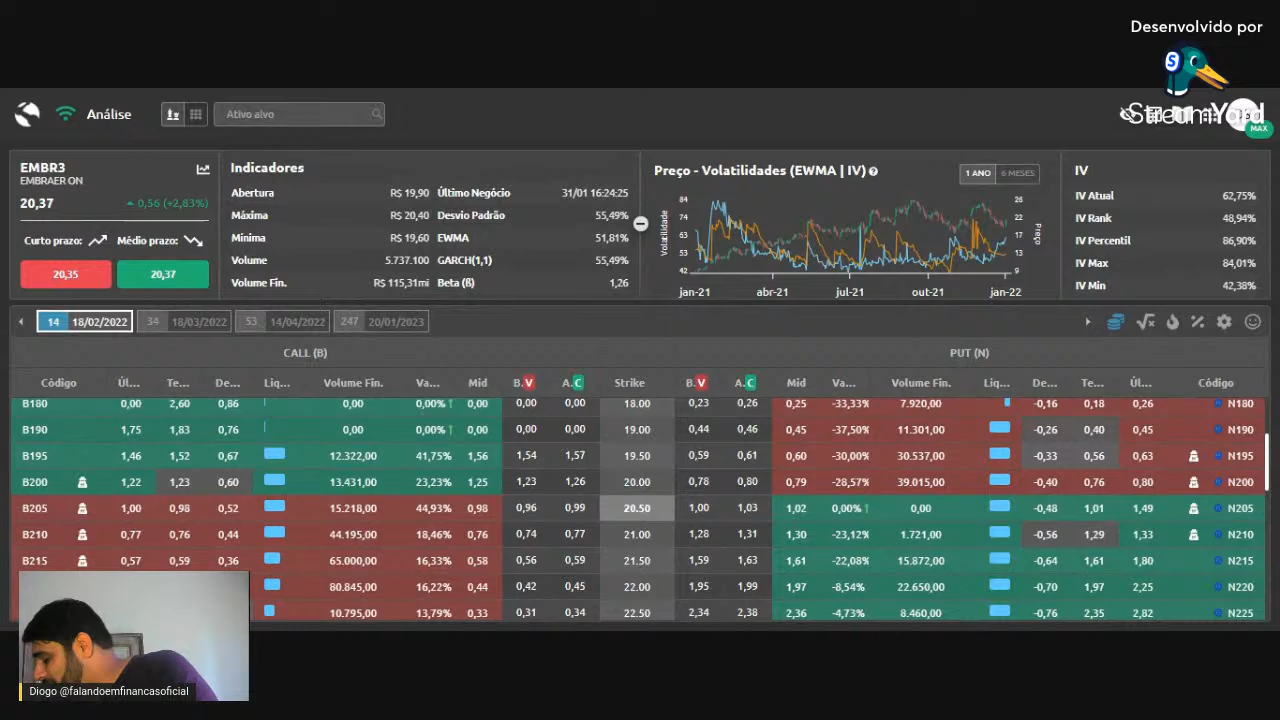 Desenvolvido por
S
StreamYard
MAX
Análise
Ativo alvo
EMBR3
EMBRAER ON
20,37
0,56 (+2,83%)
Curto prazo:
Médio prazo:
20,35
20,37
Indicadores
Abertura R$ 19,90 Último Negócio 31/01 16:24:25
Máxima R$ 20,40 Desvio Padrão 55,49%
Mínima R$ 19,60 EWMA 51,81%
Volume 5.737.100 GARCH(1,1) 55,49%
Volume Fin. R$ 115,31mi Beta (ß) 1,26
Preço - Volatilidades (EWMA | IV)
1 ANO 6 MESES
Volatilidade
84
74
63
53
42
26
22
17
13
9
Preço
jan-21 abr-21 jul-21 out-21 jan-22
IV
IV Atual 62,75%
IV Rank 48,94%
IV Percentil 86,90%
IV Max 84,01%
IV Min 42,38%
14 18/02/2022 34 18/03/2022 53 14/04/2022 247 20/01/2023
CALL (B) PUT (N)
Código Úl... Te... De... Liq... Volume Fin. Va... Mid B.V A.C Strike B.V A.C Mid Va... Volume Fin. Liq... De... Te... Úl... Código
B180 0,00 2,60 0,86 0,00 0,00% 0,00 0,00 0,00 18.00 0,23 0,26 0,25 -33,33% 7.920,00 -0,16 0,18 0,26 N180
B190 1,75 1,83 0,76 0,00 0,00% 0,00 0,00 0,00 19.00 0,44 0,46 0,45 -37,50% 11.301,00 -0,26 0,40 0,45 N190
B195 1,46 1,52 0,67 12.322,00 41,75% 1,56 1,54 1,57 19.50 0,59 0,61 0,60 -30,00% 30.537,00 -0,33 0,56 0,63 N195
B200 1,22 1,23 0,60 13.431,00 23,23% 1,25 1,23 1,26 20.00 0,78 0,80 0,79 -28,57% 39.015,00 -0,40 0,76 0,80 N200
B205 1,00 0,98 0,52 15.218,00 44,93% 0,98 0,96 0,99 20.50 1,00 1,03 1,02 0,00% 0,00 -0,48 1,01 1,49 N205
B210 0,77 0,76 0,44 44.195,00 18,46% 0,76 0,74 0,77 21.00 1,28 1,31 1,30 -23,12% 1.721,00 -0,56 1,29 1,33 N210
B215 0,57 0,59 0,36 65.000,00 16,33% 0,58 0,56 0,59 21.50 1,59 1,63 1,61 -22,08% 15.872,00 -0,64 1,61 1,80 N215
80.845,00 16,22% 0,44 0,42 0,45 22.00 1,95 1,99 1,97 -8,54% 22.650,00 -0,70 1,97 2,25 N220
10.795,00 13,79% 0,33 0,31 0,34 22.50 2,34 2,38 2,36 -4,73% 8.460,00 -0,76 2,35 2,82 N225
Diogo @falandoemfinancasoficial